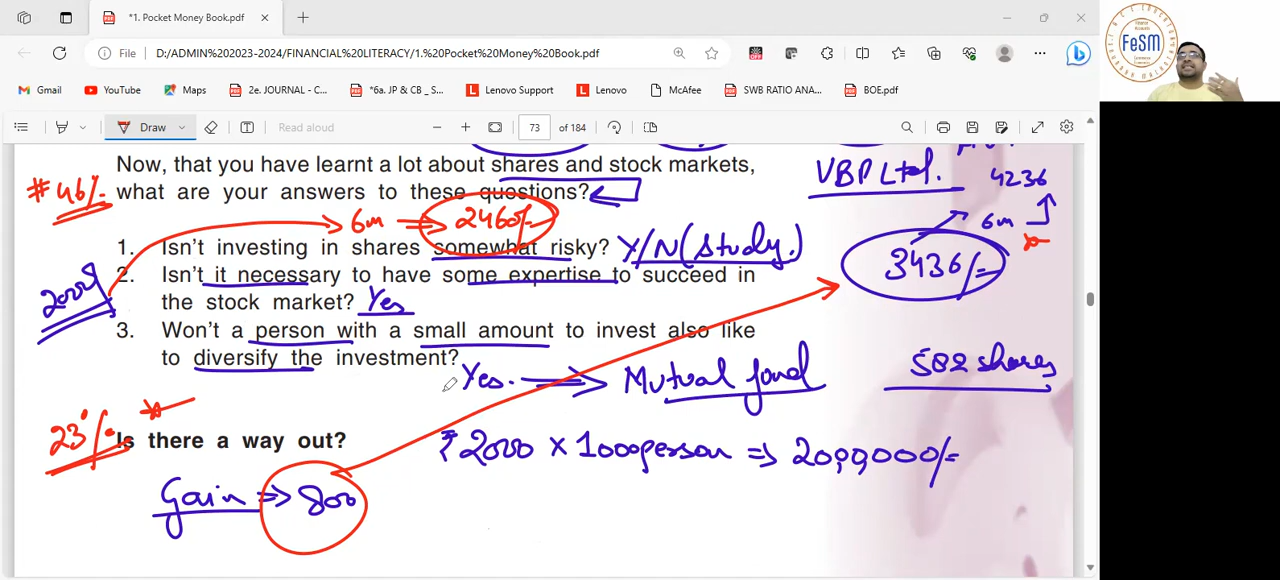 *1. Pocket Money Book.pdf
File D:/ADMIN%202023-2024/FINANCIAL%20LITERACY/1.%20Pocket%20Money%20Book.pdf
Gmail YouTube Maps 2e. JOURNAL - C... *6a. JP & CB _ S... Lenovo Support Lenovo McAfee SWB RATIO ANA... BOE.pdf
Draw Read aloud 73 of 184
FeSM
Now, that you have learnt a lot about shares and stock markets,
what are your answers to these questions?
VBP Ltd.
4236
#46%
6m ⇒ 2460/-
6m
1. Isn't investing in shares somewhat risky? Y/N (Study.)
3436/-
2. Isn't it necessary to have some expertise to succeed in
the stock market? Yes
3. Won't a person with a small amount to invest also like
to diversify the investment?
Yes. ⇒ Mutual fond
582 shares
23%
Is there a way out?
₹2000 × 1000person ⇒ 20,0,000/-
Gain ⇒ 800